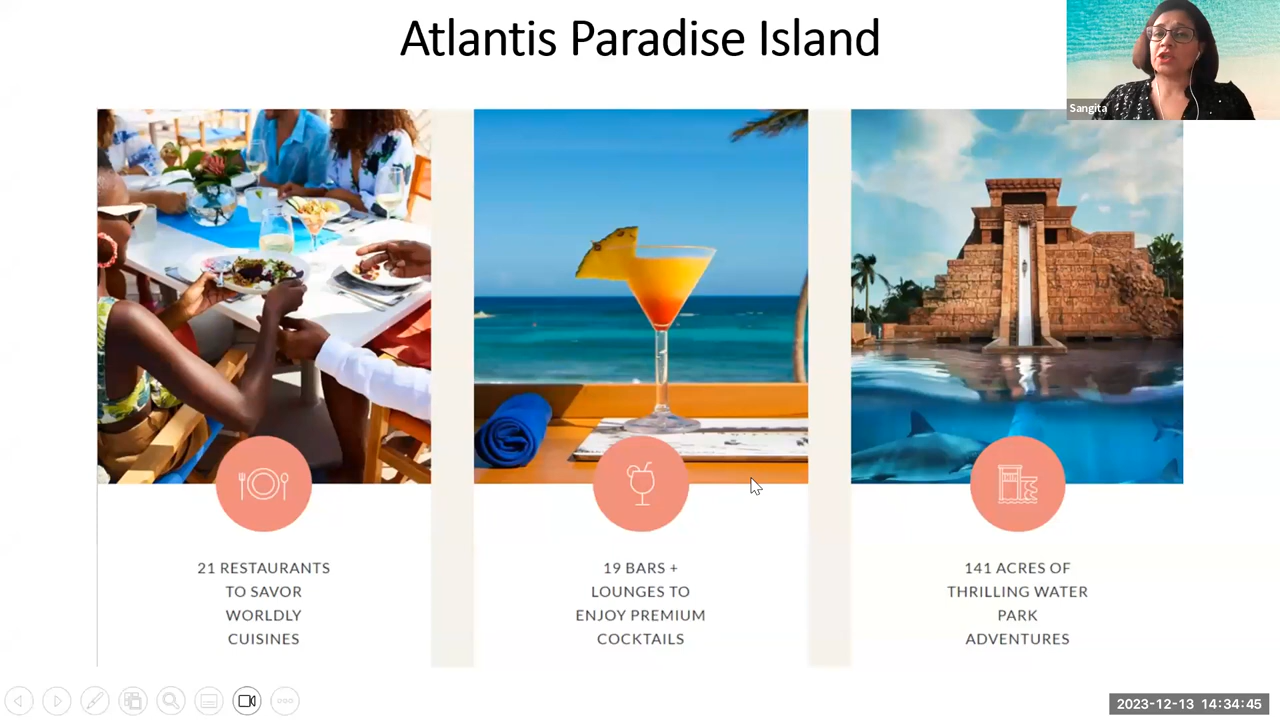 Atlantis Paradise Island
Sangita
21 RESTAURANTS
TO SAVOR
WORLDLY
CUISINES
19 BARS +
LOUNGES TO
ENJOY PREMIUM
COCKTAILS
141 ACRES OF
THRILLING WATER
PARK
ADVENTURES
2023-12-13 14:34:45